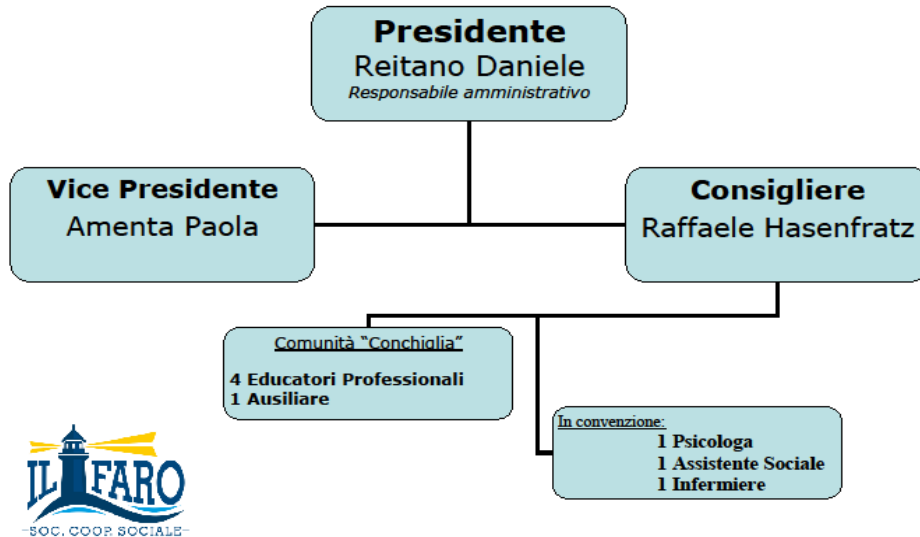 Presidente
Reitano Daniele
Responsabile amministrativo
Vice Presidente
Amenta Paola
Consigliere
Raffaele Hasenfratz
Comunità "Conchiglia"
4 Educatori Professionali
1 Ausiliare
In convenzione:
1 Psicologa
1 Assistente Sociale
1 Infermiere
IL FARO
-SOC. COOP. SOCIALE-